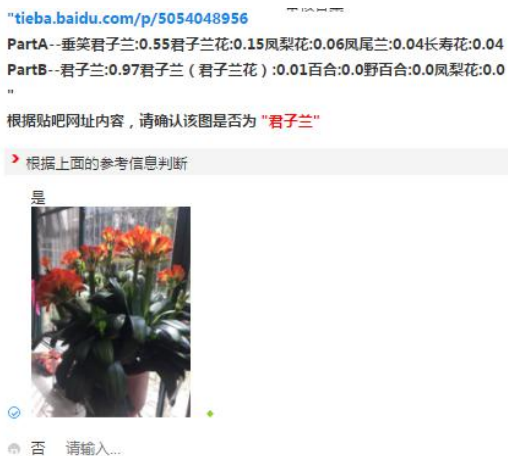 "tieba.baidu.com/p/5054048956
PartA--垂笑君子兰:0.55君子兰花:0.15凤梨花:0.06凤尾兰:0.04长寿花:0.04
PartB--君子兰:0.97君子兰（君子兰花）:0.01百合:0.0野百合:0.0凤梨花:0.0
"
根据贴吧网址内容，请确认该图是否为 "君子兰"
根据上面的参考信息判断
是
否 请输入...